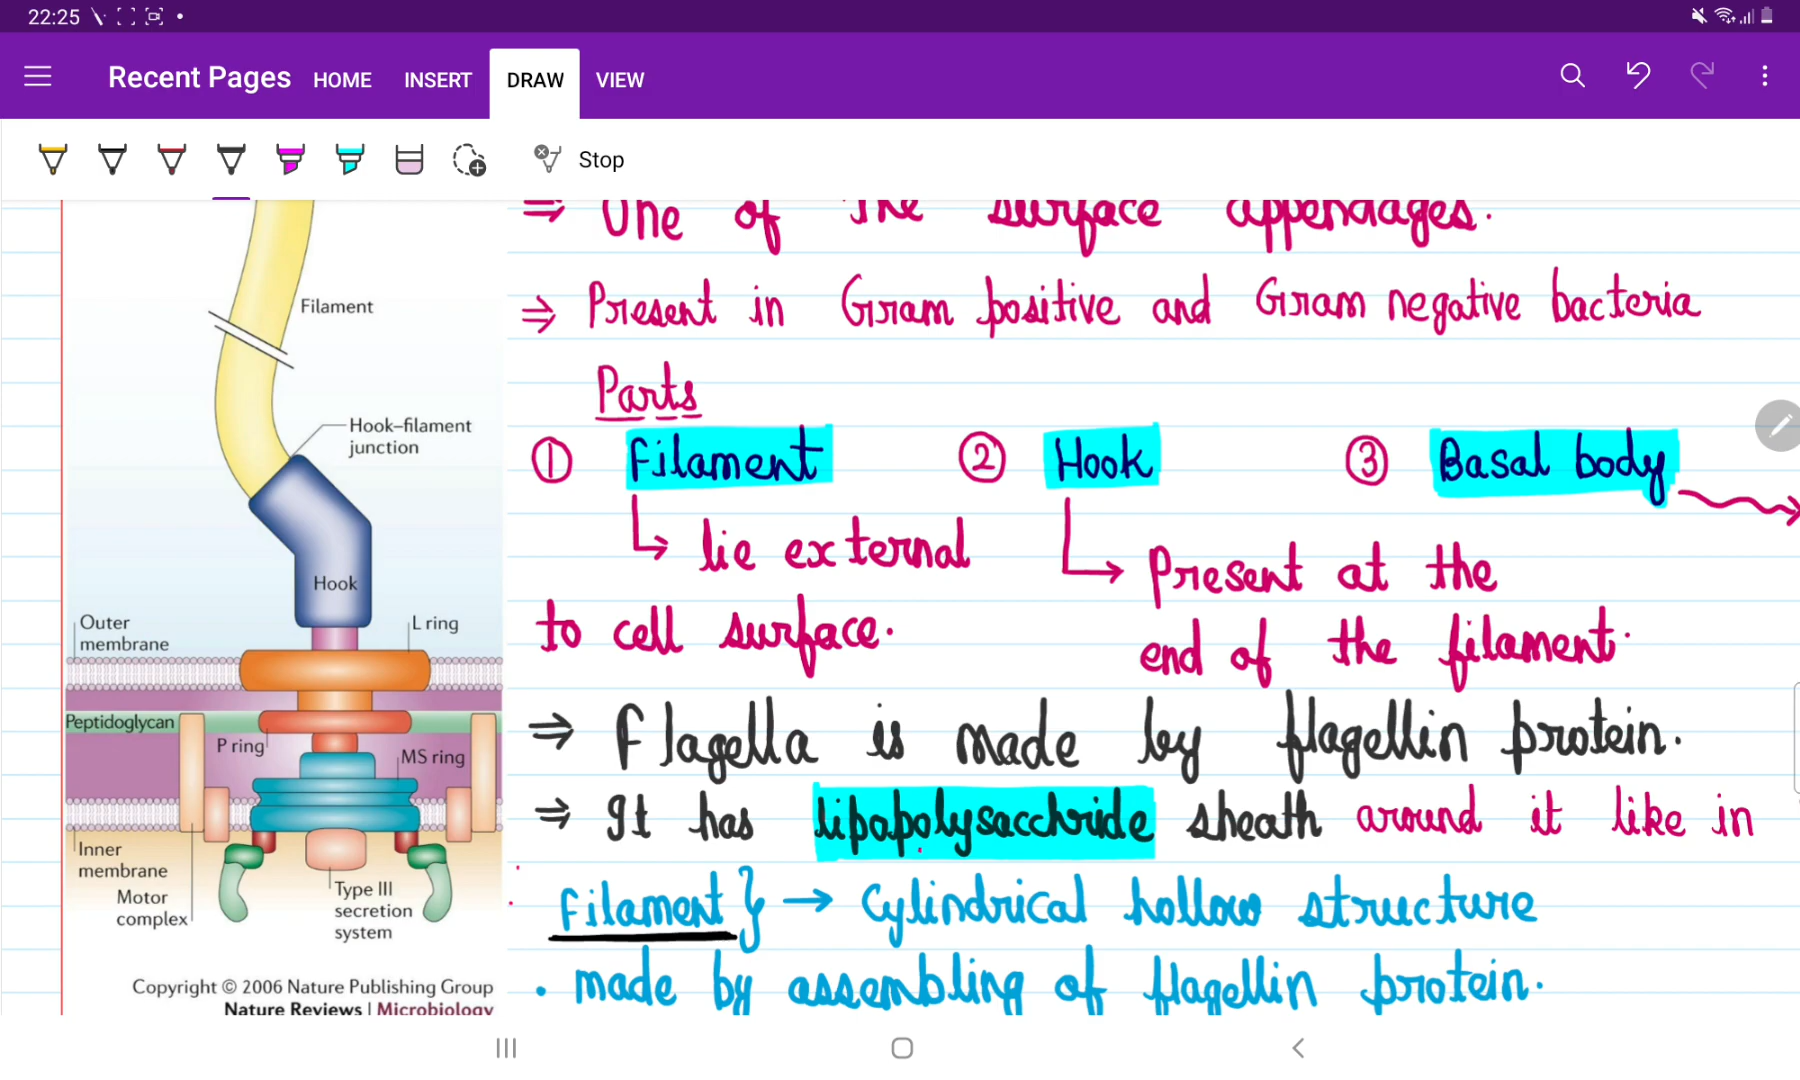 22:25
Recent Pages HOME INSERT DRAW VIEW
Stop
⇒ One of the surface appendages.
⇒ Present in Gram positive and Gram negative bacteria
Parts
① Filament ② Hook ③ Basal body
↳ lie external
to cell surface.
↳ Present at the
end of the filament.
⇒ Flagella is made by flagellin protein.
⇒ It has lipopolysacchride sheath around it like in
Filament } → Cylindrical hollow structure
. made by assembling of flagellin protein.
Filament
Hook–filament
junction
Hook
Outer
membrane
L ring
Peptidoglycan
P ring
MS ring
Inner
membrane
Motor
complex
Type III
secretion
system
Copyright © 2006 Nature Publishing Group
Nature Reviews | Microbiology